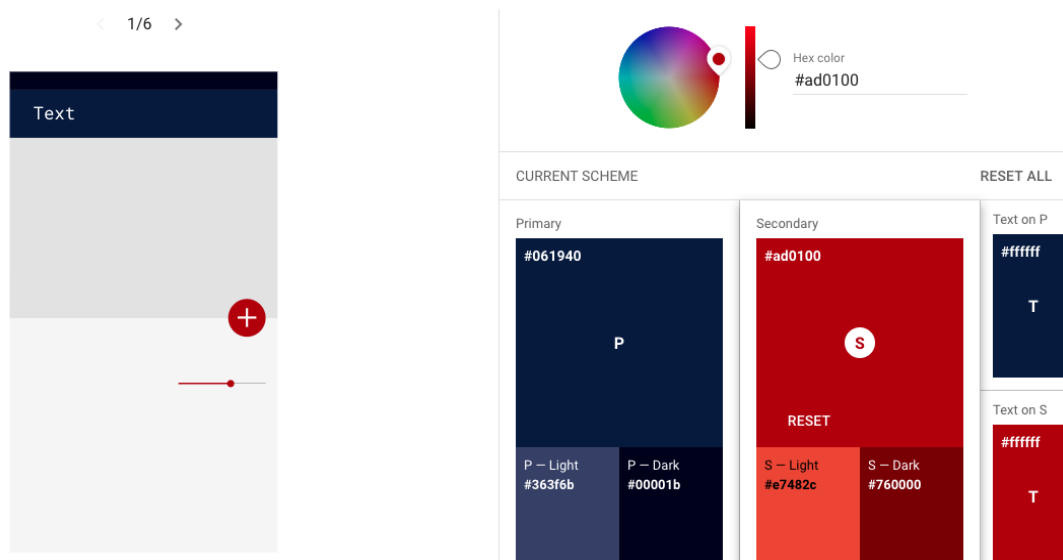 1/6
Text
Hex color
#ad0100
CURRENT SCHEME
RESET ALL
Primary
#061940
P
P — Light
#363f6b
P — Dark
#00001b
Secondary
#ad0100
S
RESET
S — Light
#e7482c
S — Dark
#760000
Text on P
#ffffff
T
Text on S
#ffffff
T